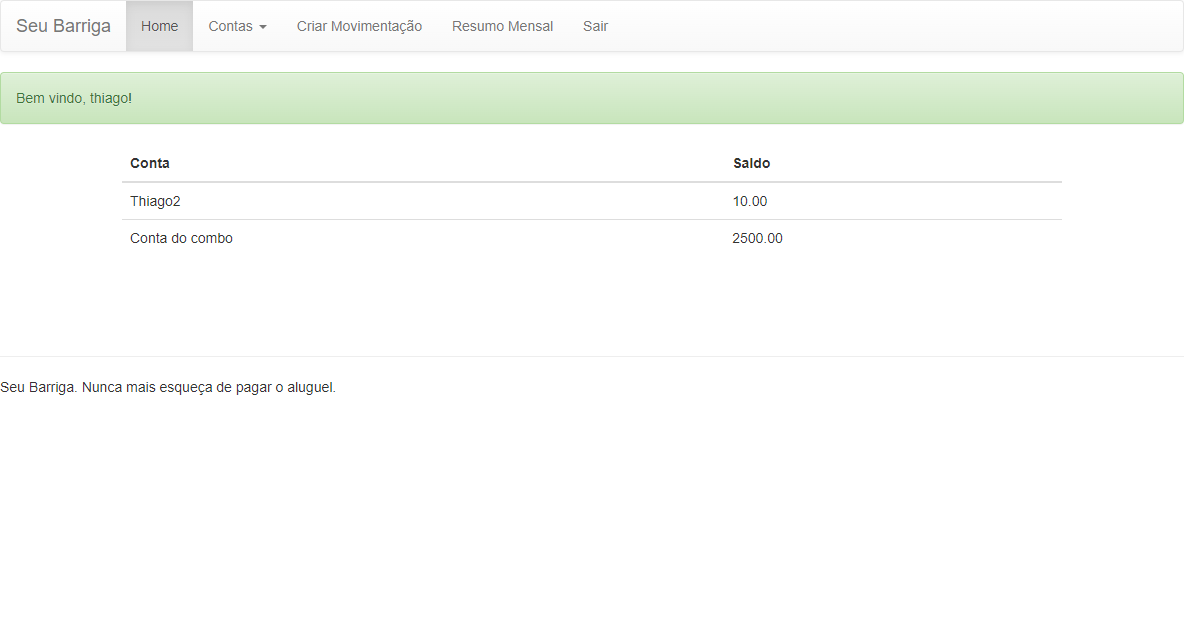 Seu Barriga Home Contas Criar Movimentação Resumo Mensal Sair
Bem vindo, thiago!
Conta Saldo
Thiago2 10.00
Conta do combo 2500.00
Seu Barriga. Nunca mais esqueça de pagar o aluguel.